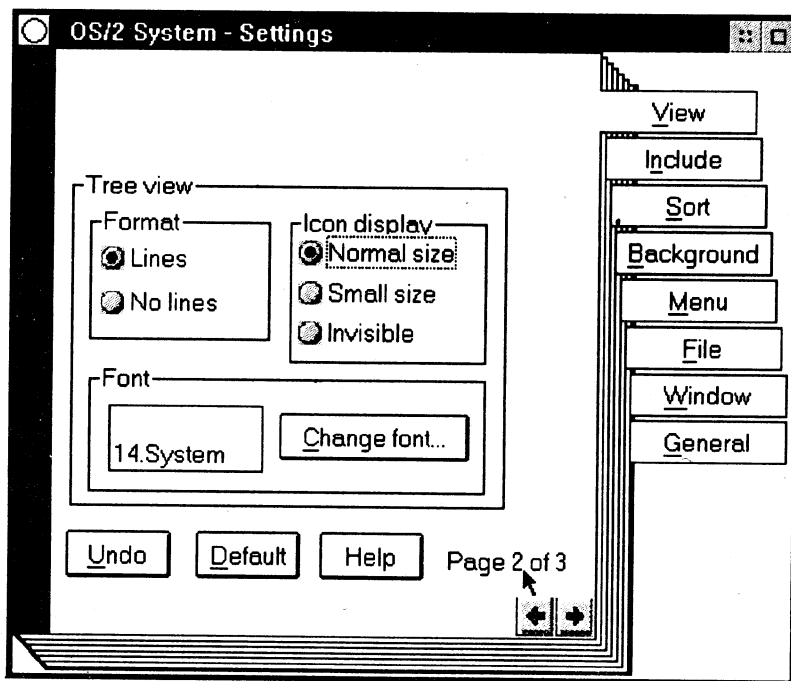 OS/2 System - Settings
View
Include
Sort
Background
Menu
File
Window
General
Tree view
Format
Lines
No lines
Icon display
Normal size
Small size
Invisible
Font
14.System
Change font...
Undo
Default
Help
Page 2 of 3